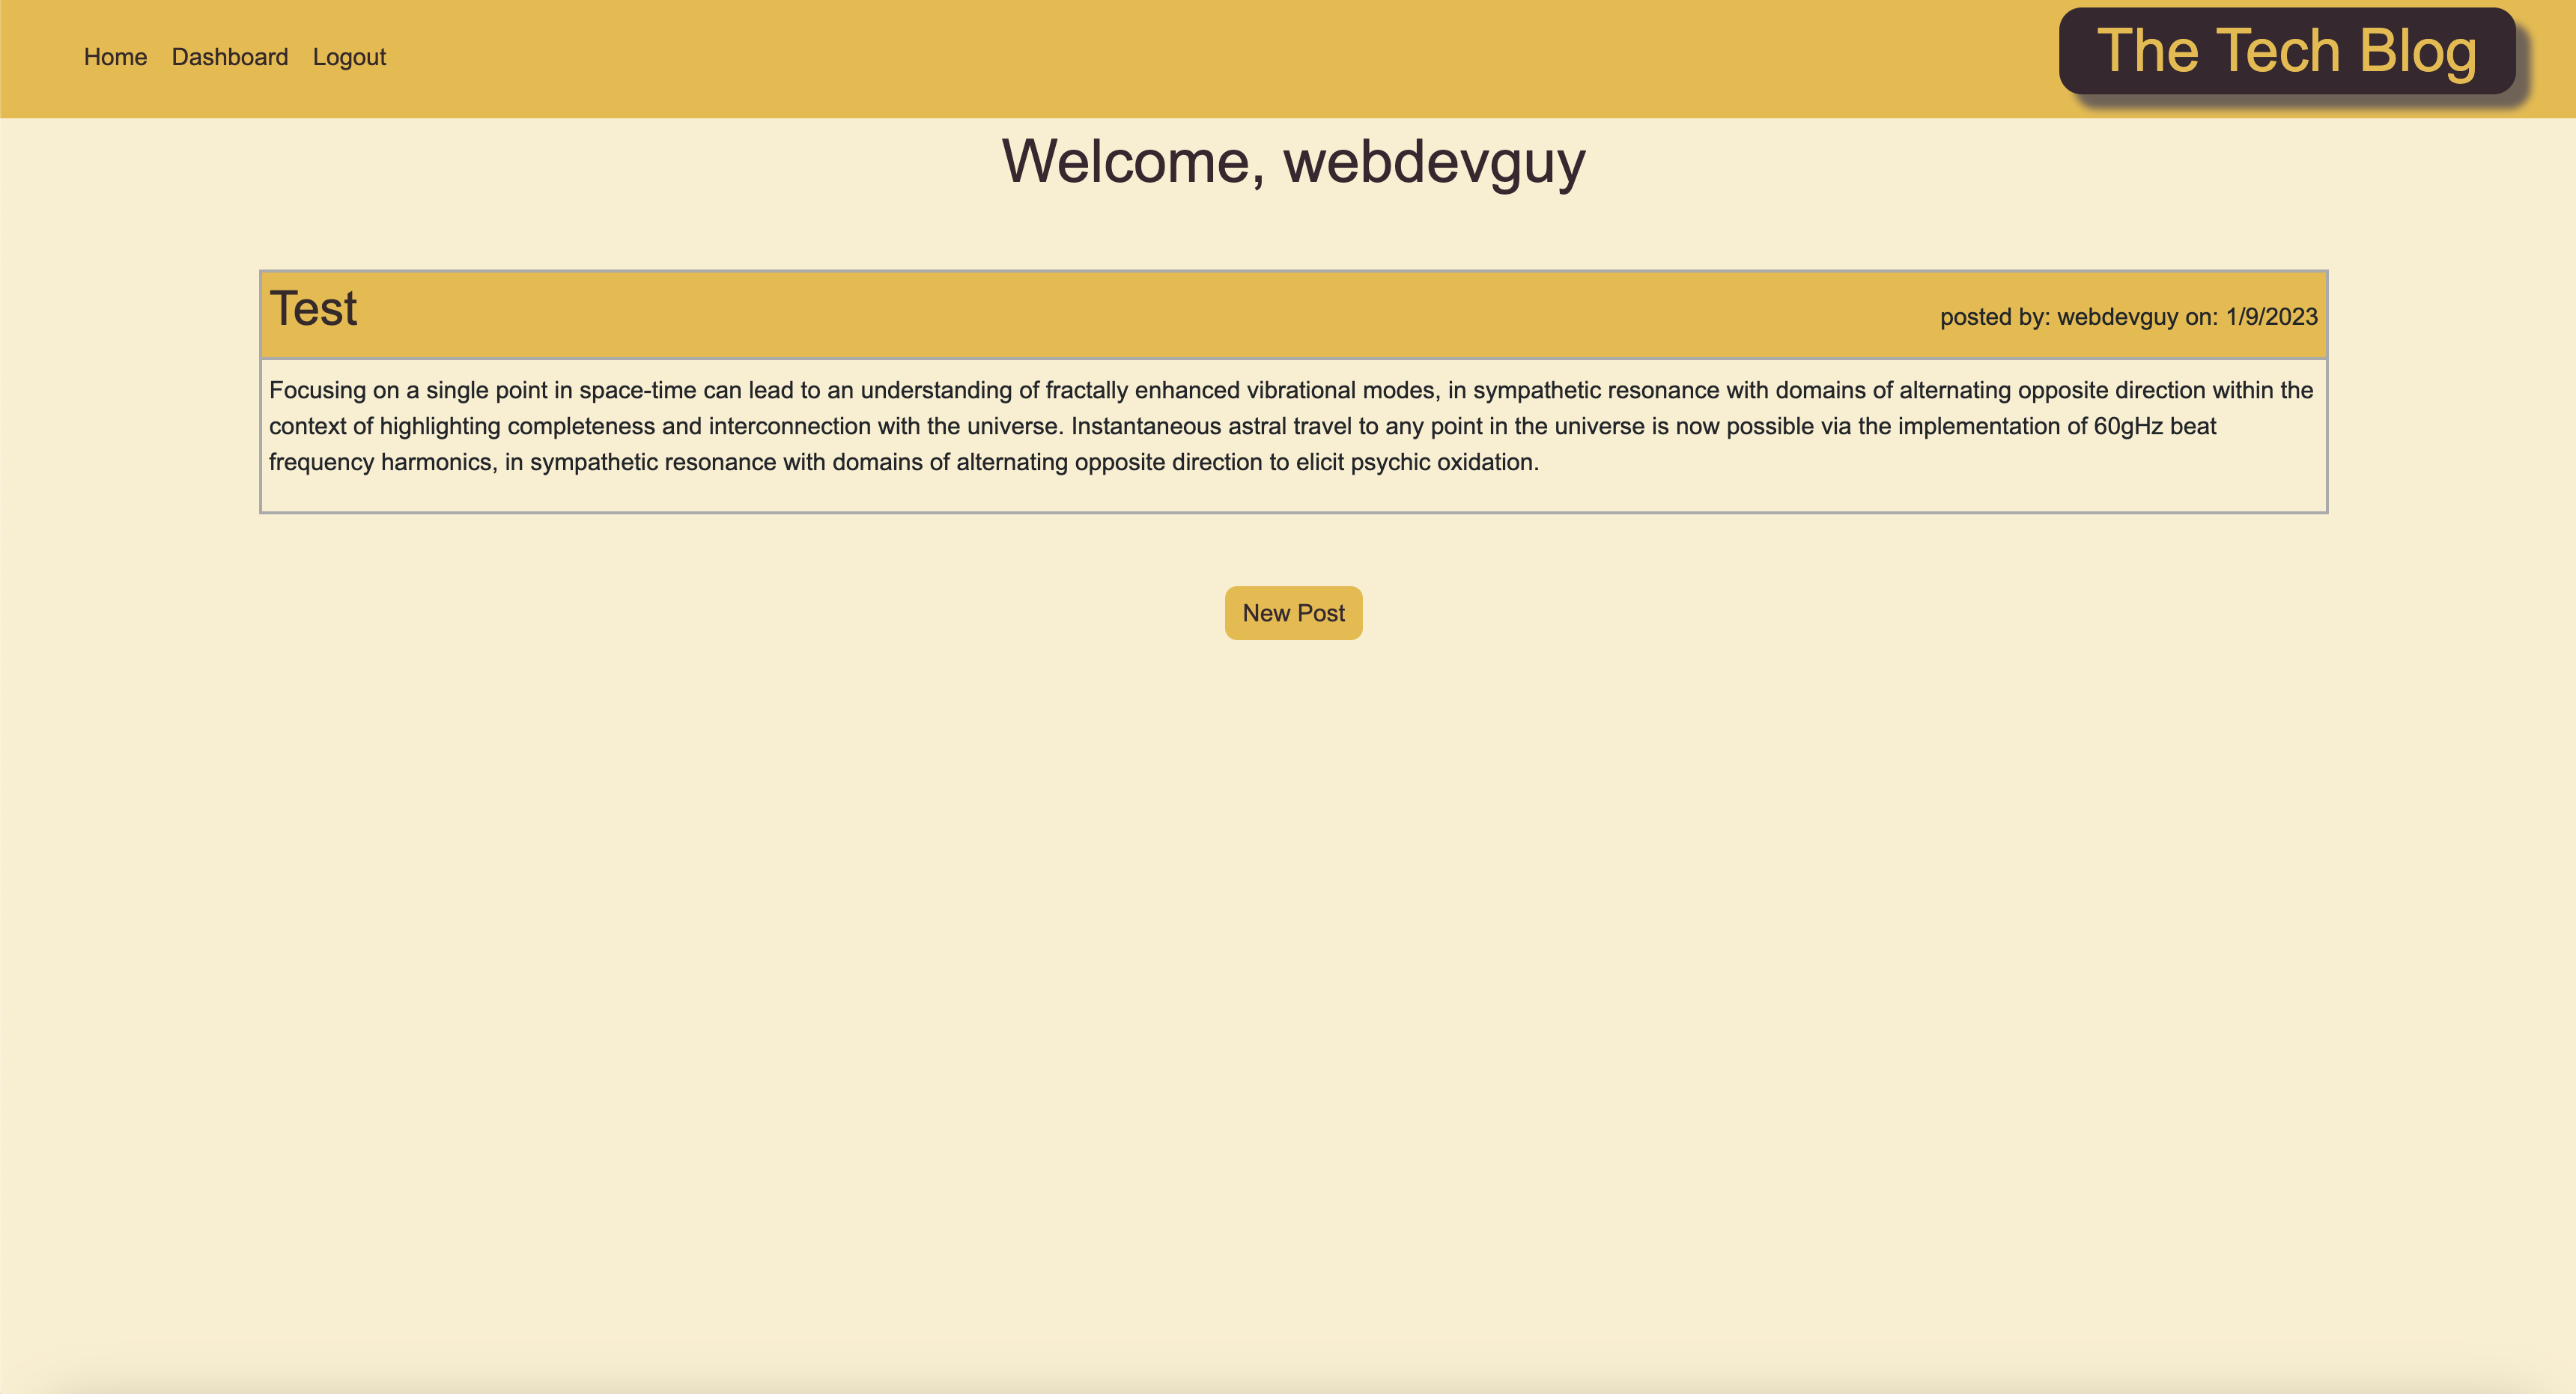 Home Dashboard Logout
The Tech Blog
Welcome, webdevguy
Test
posted by: webdevguy on: 1/9/2023
Focusing on a single point in space-time can lead to an understanding of fractally enhanced vibrational modes, in sympathetic resonance with domains of alternating opposite direction within the
context of highlighting completeness and interconnection with the universe. Instantaneous astral travel to any point in the universe is now possible via the implementation of 60gHz beat
frequency harmonics, in sympathetic resonance with domains of alternating opposite direction to elicit psychic oxidation.
New Post